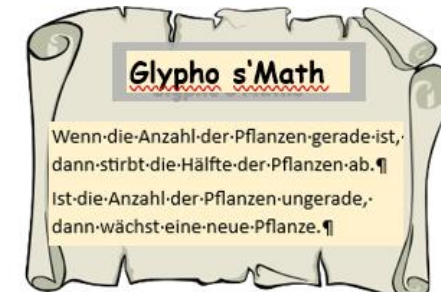 Glypho s'Math
Wenn·die·Anzahl·der·Pflanzen·gerade·ist,·
dann·stirbt·die·Hälfte·der·Pflanzen·ab.¶
Ist·die·Anzahl·der·Pflanzen·ungerade,·
dann·wächst·eine·neue·Pflanze.¶